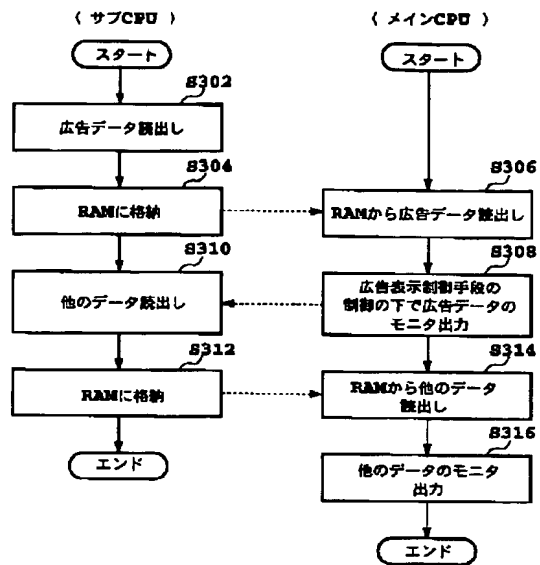 〈 サブCPU 〉
スタート
S302
広告データ読出し
S304
RAMに格納
S310
他のデータ読出し
S312
RAMに格納
エンド
〈 メインCPU 〉
スタート
S306
RAMから広告データ読出し
S308
広告表示制御手段の
制御の下で広告データの
モニタ出力
S314
RAMから他のデータ
読出し
S316
他のデータのモニタ
出力
エンド